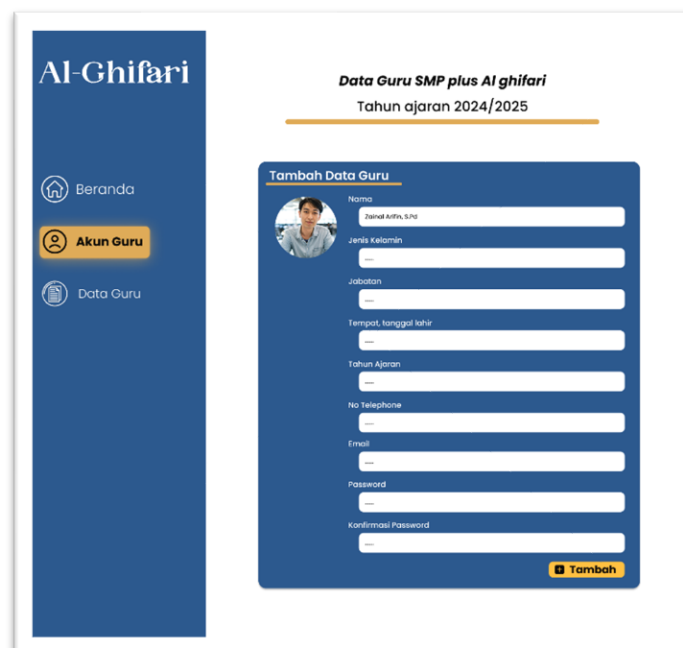 Al-Ghifari
Beranda
Akun Guru
Data Guru
Data Guru SMP plus Al ghifari
Tahun ajaran 2024/2025
Tambah Data Guru
Nama
Zainal Arifin, S.Pd
Jenis Kelamin
.....
Jabatan
.....
Tempat, tanggal lahir
.....
Tahun Ajaran
.....
No Telephone
.....
Email
.....
Password
.....
Konfirmasi Password
.....
Tambah